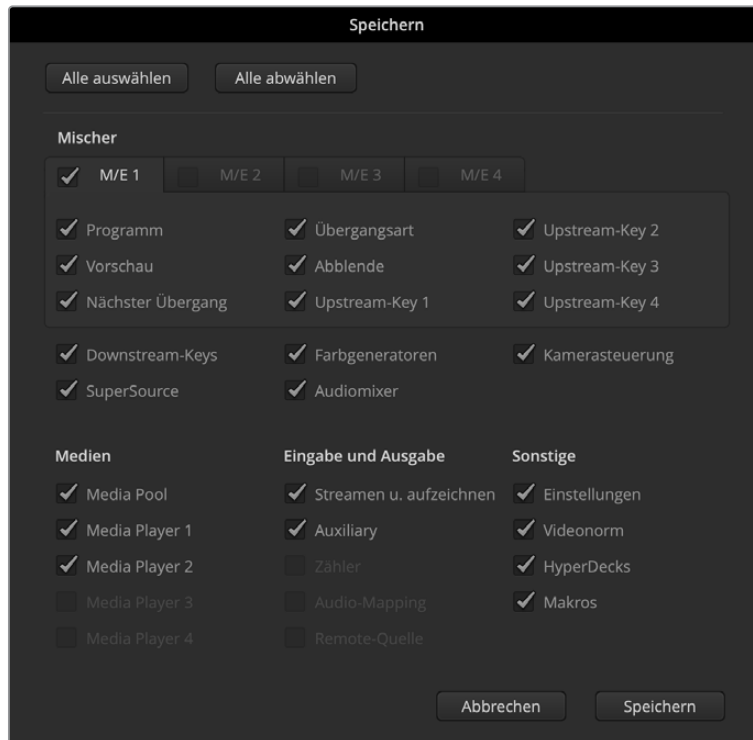 Speichern
Alle auswählen Alle abwählen
Mischer
M/E 1 M/E 2 M/E 3 M/E 4
Programm Übergangsart Upstream-Key 2
Vorschau Abblende Upstream-Key 3
Nächster Übergang Upstream-Key 1 Upstream-Key 4
Downstream-Keys Farbgeneratoren Kamerasteuerung
SuperSource Audiomixer
Medien Eingabe und Ausgabe Sonstige
Media Pool Streamen u. aufzeichnen Einstellungen
Media Player 1 Auxiliary Videonorm
Media Player 2 Zähler HyperDecks
Media Player 3 Audio-Mapping Makros
Media Player 4 Remote-Quelle
Abbrechen Speichern